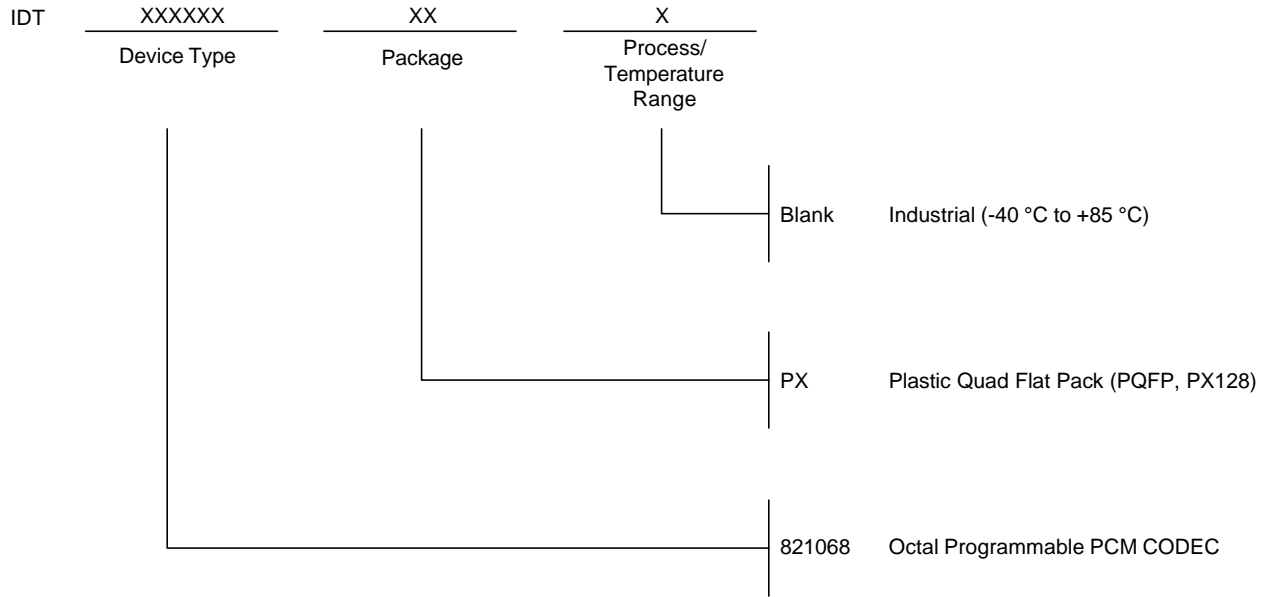 IDT XXXXXX XX X
Device Type
Package
Process/
Temperature
Range
Blank Industrial (-40 °C to +85 °C)
PX Plastic Quad Flat Pack (PQFP, PX128)
821068 Octal Programmable PCM CODEC